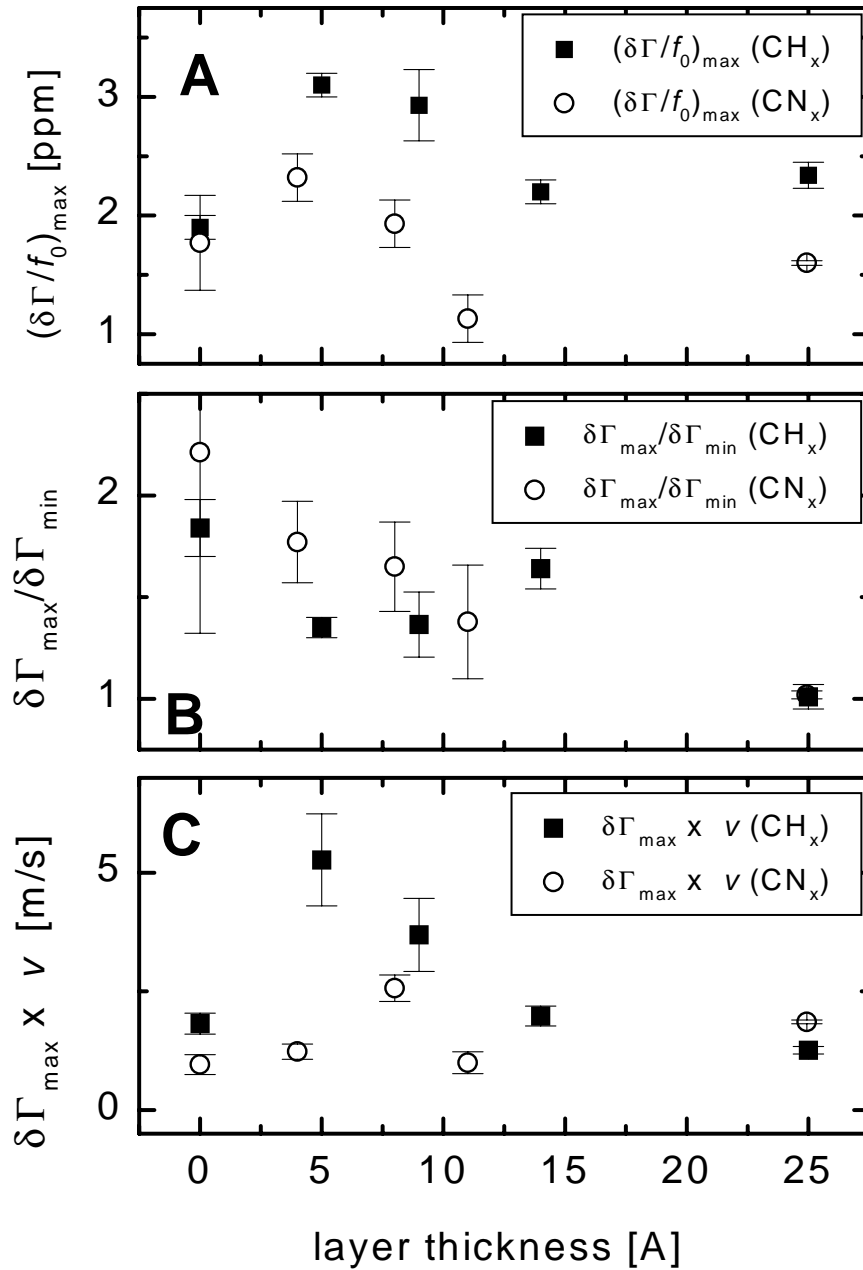 A
(δΓ/f₀)max (CHx)
(δΓ/f₀)max (CNx)
(δΓ/f₀)max [ppm]
3
2
1
δΓmax/δΓmin (CHx)
δΓmax/δΓmin (CNx)
δΓmax/δΓmin
2
1
B
C
δΓmax x v (CHx)
δΓmax x v (CNx)
δΓmax x v [m/s]
5
0
0 5 10 15 20 25
layer thickness [A]